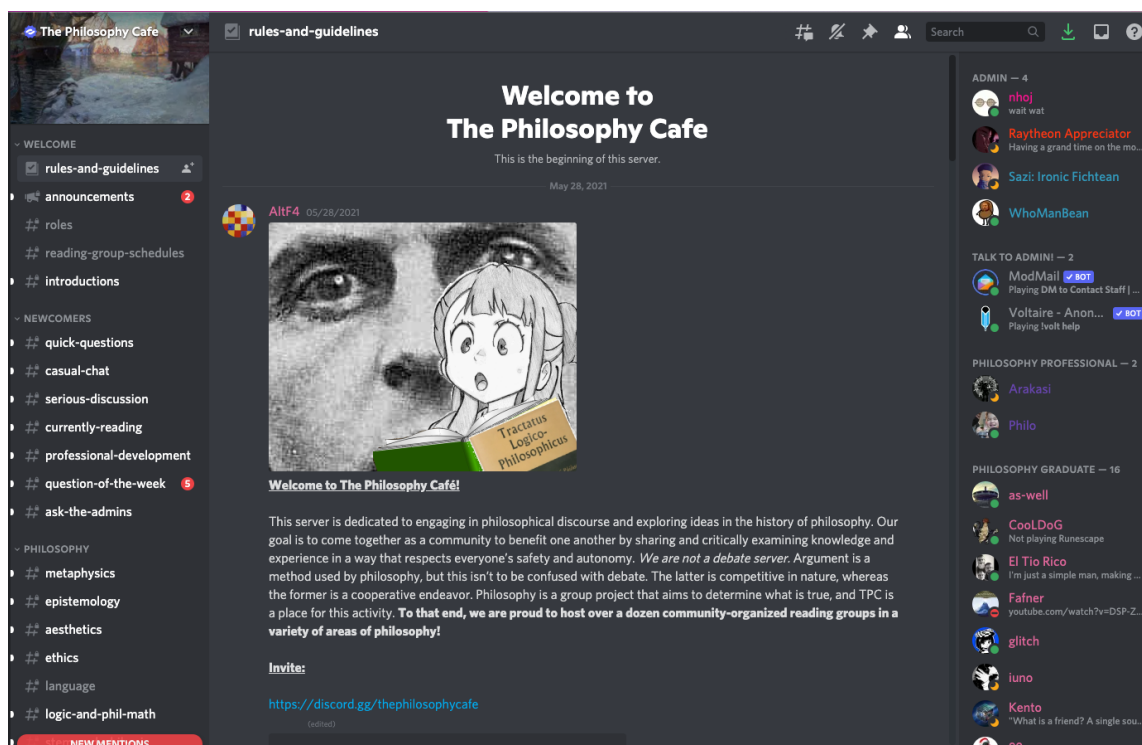 The Philosophy Cafe
WELCOME
rules-and-guidelines
announcements 2
roles
reading-group-schedules
introductions
NEWCOMERS
quick-questions
casual-chat
serious-discussion
currently-reading
professional-development
question-of-the-week 5
ask-the-admins
PHILOSOPHY
metaphysics
epistemology
aesthetics
ethics
language
logic-and-phil-math
NEW MENTIONS
rules-and-guidelines
Search
Welcome to
The Philosophy Cafe
This is the beginning of this server.
May 28, 2021
AltF4 05/28/2021
Tractatus
Logico-
Philosophicus
Welcome to The Philosophy Café!
This server is dedicated to engaging in philosophical discourse and exploring ideas in the history of philosophy. Our
goal is to come together as a community to benefit one another by sharing and critically examining knowledge and
experience in a way that respects everyone's safety and autonomy. We are not a debate server. Argument is a
method used by philosophy, but this isn't to be confused with debate. The latter is competitive in nature, whereas
the former is a cooperative endeavor. Philosophy is a group project that aims to determine what is true, and TPC is
a place for this activity. To that end, we are proud to host over a dozen community-organized reading groups in a
variety of areas of philosophy!
Invite:
https://discord.gg/thephilosophycafe
(edited)
ADMIN — 4
nhoj
wait wat
Raytheon Appreciator
Having a grand time on the mo...
Sazi: Ironic Fichtean
WhoManBean
TALK TO ADMIN! — 2
ModMail ✓ BOT
Playing DM to Contact Staff | ...
Voltaire - Anon... ✓ BOT
Playing !volt help
PHILOSOPHY PROFESSIONAL — 2
Arakasi
Philo
PHILOSOPHY GRADUATE — 16
as-well
CooLDoG
Not playing Runescape
El Tio Rico
I'm just a simple man, making ...
Fafner
youtube.com/watch?v=DSP-Z...
glitch
iuno
Kento
"What is a friend? A single sou...